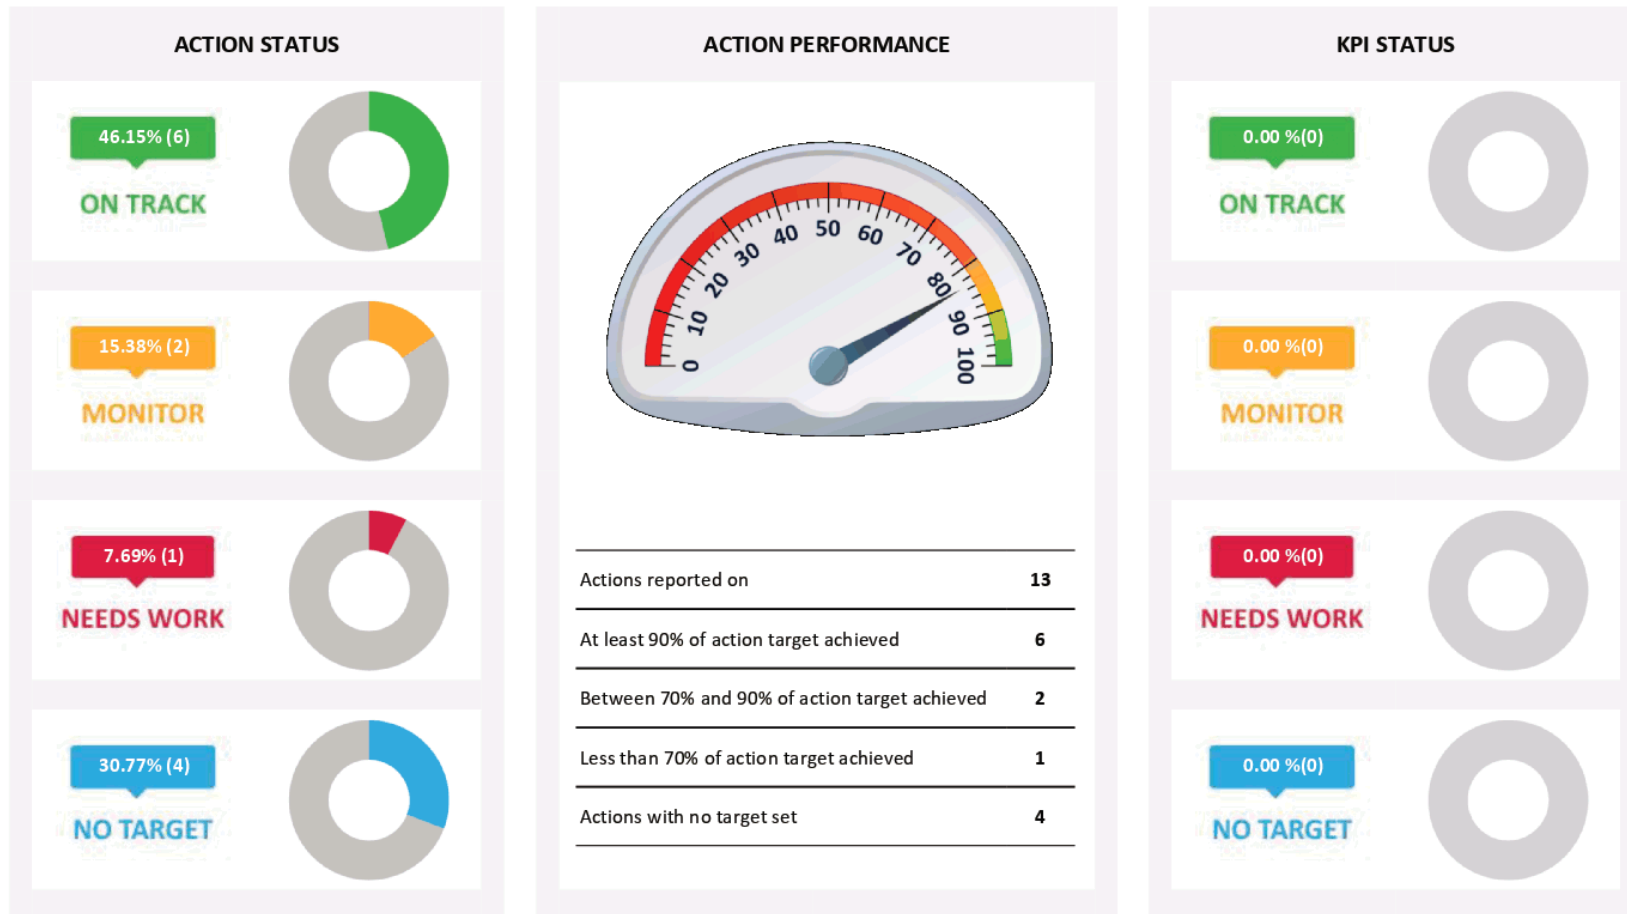 ACTION STATUS
46.15% (6)
ON TRACK
15.38% (2)
MONITOR
7.69% (1)
NEEDS WORK
30.77% (4)
NO TARGET
ACTION PERFORMANCE
0 10 20 30 40 50 60 70 80 90 100
Actions reported on 13
At least 90% of action target achieved 6
Between 70% and 90% of action target achieved 2
Less than 70% of action target achieved 1
Actions with no target set 4
KPI STATUS
0.00 %(0)
ON TRACK
0.00 %(0)
MONITOR
0.00 %(0)
NEEDS WORK
0.00 %(0)
NO TARGET